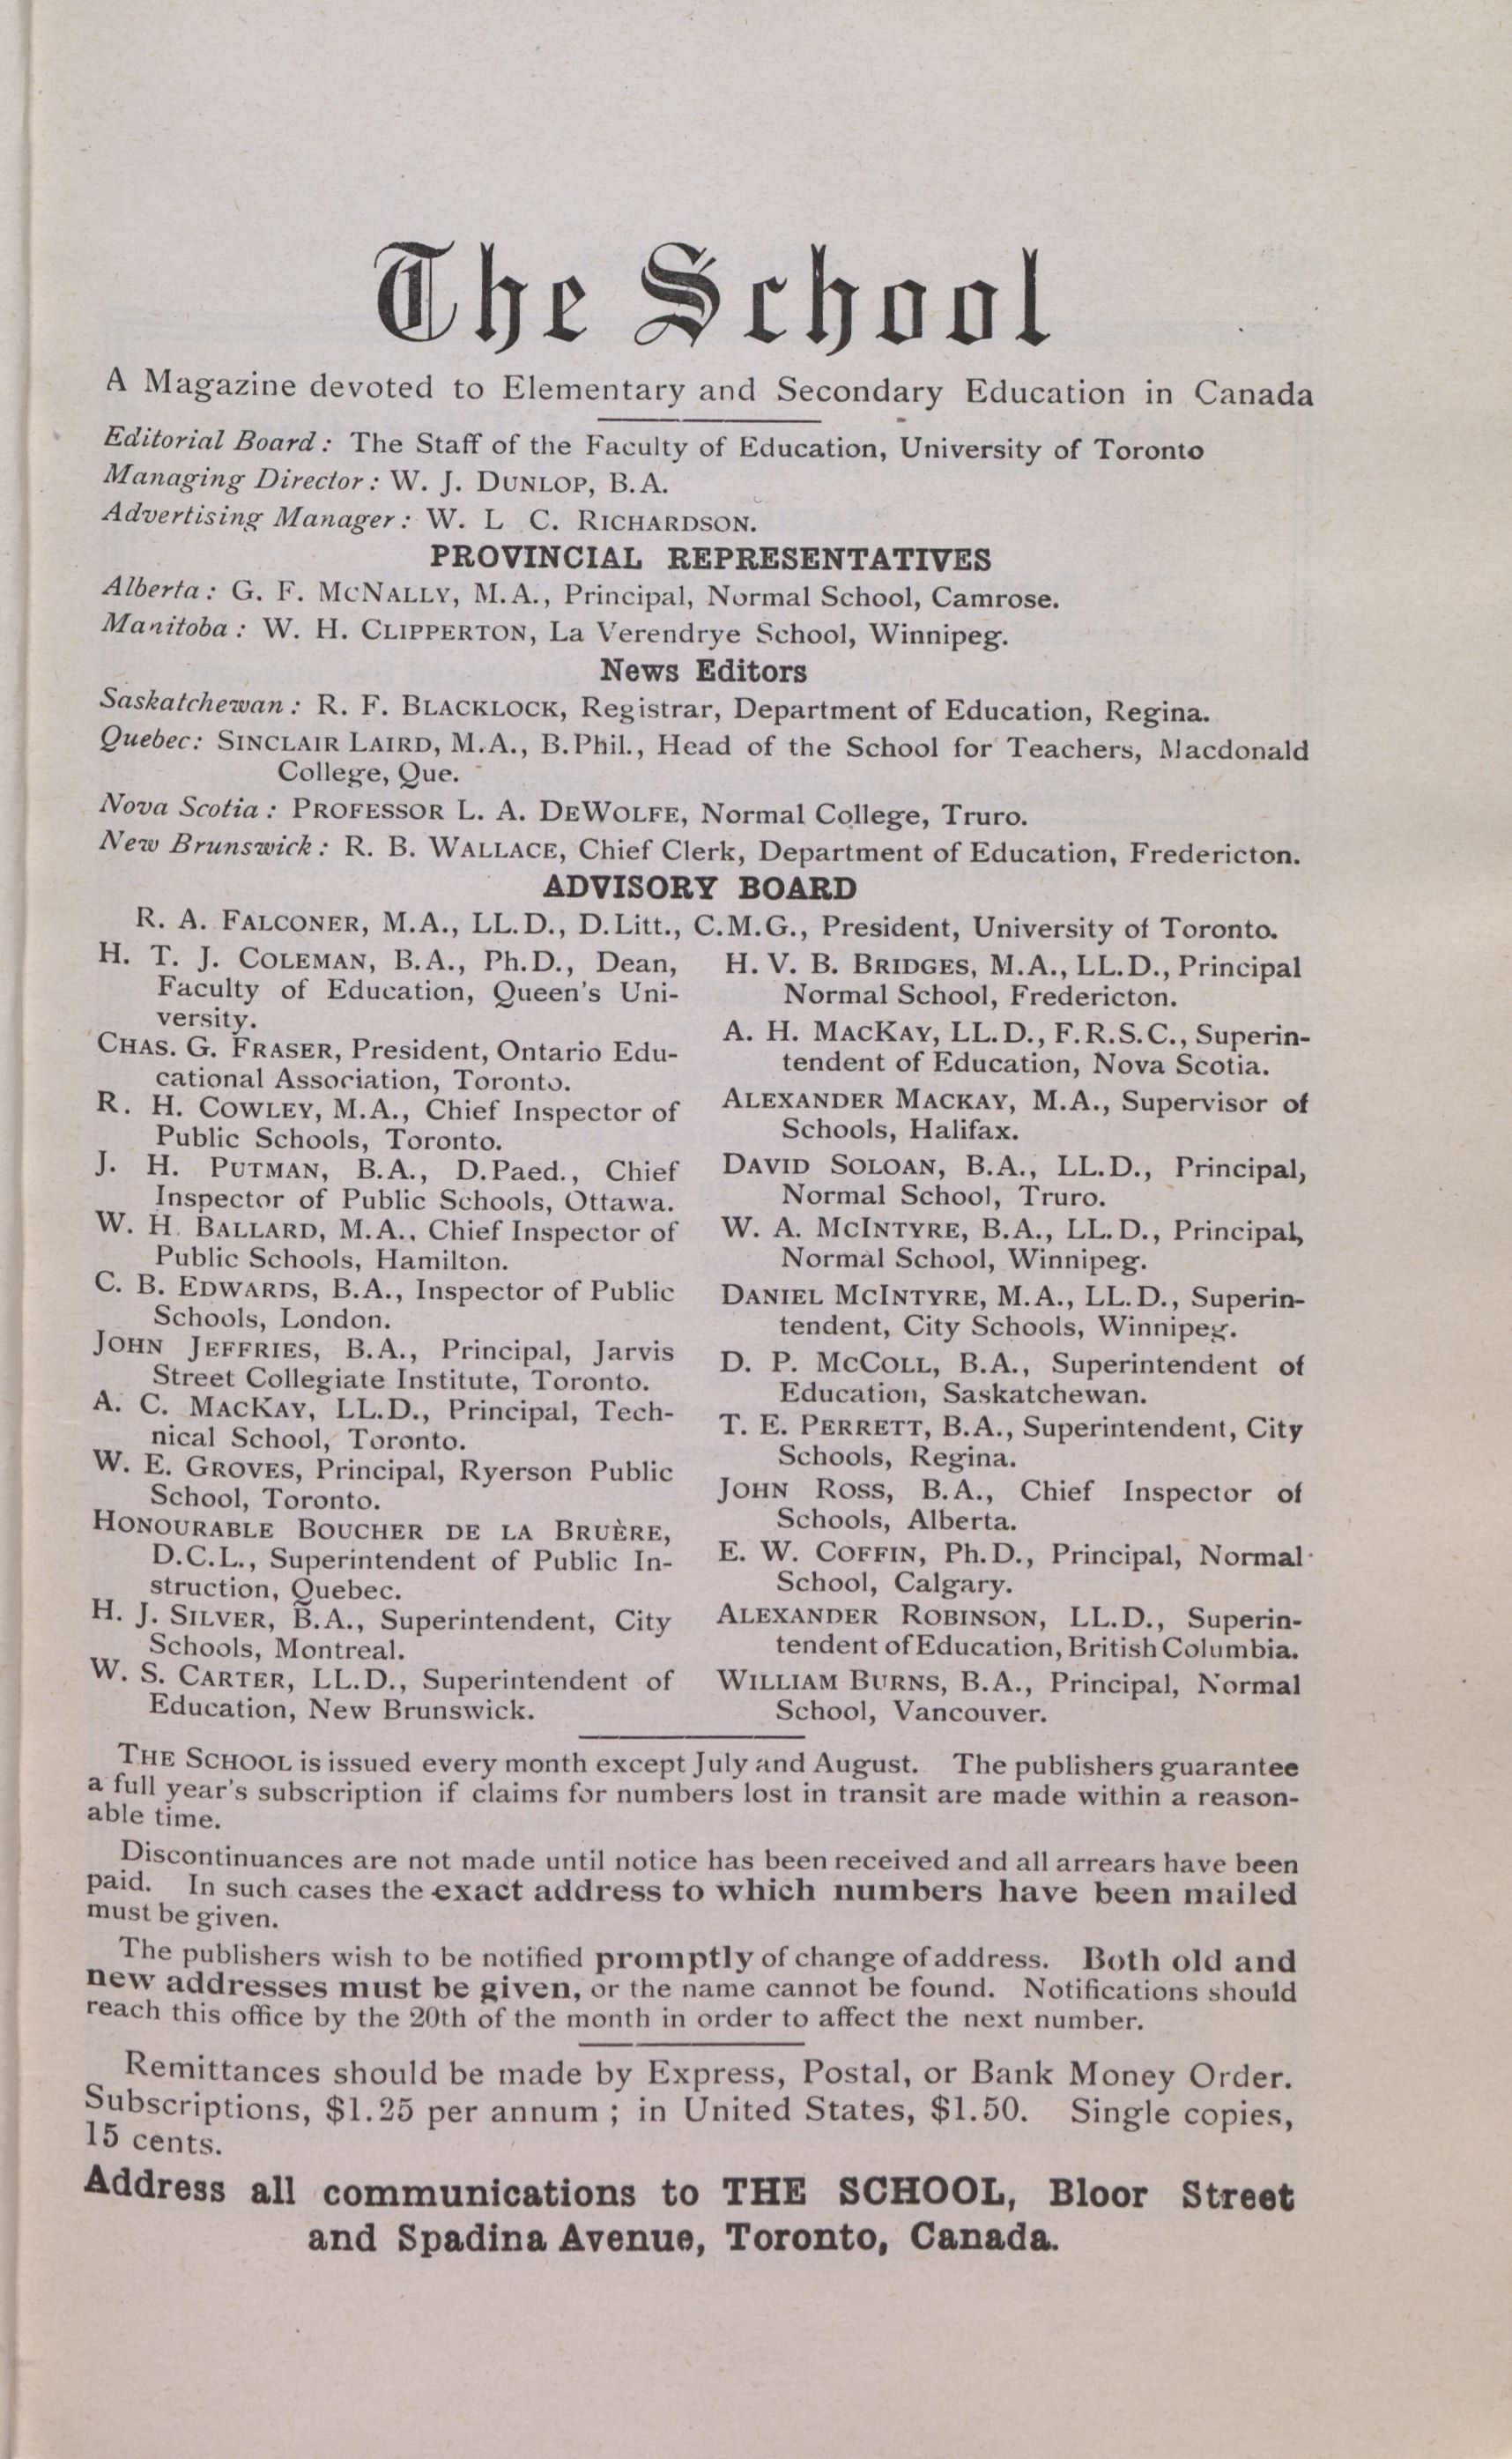 The School
A Magazine devoted to Elementary and Secondary Education in Canada
Editorial Board: The Staff of the Faculty of Education, University of Toronto
Managing Director: W. J. DUNLOP, B.A.
Advertising Manager: W. L C. RICHARDSON.
PROVINCIAL REPRESENTATIVES
Alberta: G. F. MCNALLY, M.A., Principal, Normal School, Camrose.
Manitoba: W. H. CLIPPERTON, La Verendrye School, Winnipeg.
News Editors
Saskatchewan: R. F. BLACKLOCK, Registrar, Department of Education, Regina.
Quebec: SINCLAIR LAIRD, M.A., B.Phil., Head of the School for Teachers, Macdonald
College, Que.
Nova Scotia: PROFESSOR L. A. DEWOLFE, Normal College, Truro.
New Brunswick: R. B. WALLACE, Chief Clerk, Department of Education, Fredericton.
ADVISORY BOARD
R. A. FALCONER, M.A., LL.D., D.Litt., C.M.G., President, University of Toronto.
H. T. J. COLEMAN, B.A., Ph.D., Dean,
Faculty of Education, Queen's Uni-
versity.
CHAS. G. FRASER, President, Ontario Edu-
cational Association, Toronto.
R. H. COWLEY, M.A., Chief Inspector of
Public Schools, Toronto.
J. H. PUTMAN, B.A., D.Paed., Chief
Inspector of Public Schools, Ottawa.
W. H. BALLARD, M.A., Chief Inspector of
Public Schools, Hamilton.
C. B. EDWARDS, B.A., Inspector of Public
Schools, London.
JOHN JEFFRIES, B.A., Principal, Jarvis
Street Collegiate Institute, Toronto.
A. C. MACKAY, LL.D., Principal, Tech-
nical School, Toronto.
W. E. GROVES, Principal, Ryerson Public
School, Toronto.
HONOURABLE BOUCHER DE LA BRUÈRE,
D.C.L., Superintendent of Public In-
struction, Quebec.
H. J. SILVER, B.A., Superintendent, City
Schools, Montreal.
W. S. CARTER, LL.D., Superintendent of
Education, New Brunswick.
H. V. B. BRIDGES, M.A., LL.D., Principal
Normal School, Fredericton.
A. H. MACKAY, LL.D., F.R.S.C., Superin-
tendent of Education, Nova Scotia.
ALEXANDER MACKAY, M.A., Supervisor of
Schools, Halifax.
DAVID SOLOAN, B.A., LL.D., Principal,
Normal School, Truro.
W. A. MCINTYRE, B.A., LL.D., Principal,
Normal School, Winnipeg.
DANIEL MCINTYRE, M.A., LL.D., Superin-
tendent, City Schools, Winnipeg.
D. P. MCCOLL, B.A., Superintendent of
Education, Saskatchewan.
T. E. PERRETT, B.A., Superintendent, City
Schools, Regina.
JOHN ROSS, B.A., Chief Inspector of
Schools, Alberta.
E. W. COFFIN, Ph.D., Principal, Normal
School, Calgary.
ALEXANDER ROBINSON, LL.D., Superin-
tendent of Education, British Columbia.
WILLIAM BURNS, B.A., Principal, Normal
School, Vancouver.
THE SCHOOL is issued every month except July and August. The publishers guarantee
a full year's subscription if claims for numbers lost in transit are made within a reason-
able time.
Discontinuances are not made until notice has been received and all arrears have been
paid. In such cases the exact address to which numbers have been mailed
must be given.
The publishers wish to be notified promptly of change of address. Both old and
new addresses must be given, or the name cannot be found. Notifications should
reach this office by the 20th of the month in order to affect the next number.
Remittances should be made by Express, Postal, or Bank Money Order.
Subscriptions, $1.25 per annum; in United States, $1.50. Single copies,
15 cents.
Address all communications to THE SCHOOL, Bloor Street
and Spadina Avenue, Toronto, Canada.